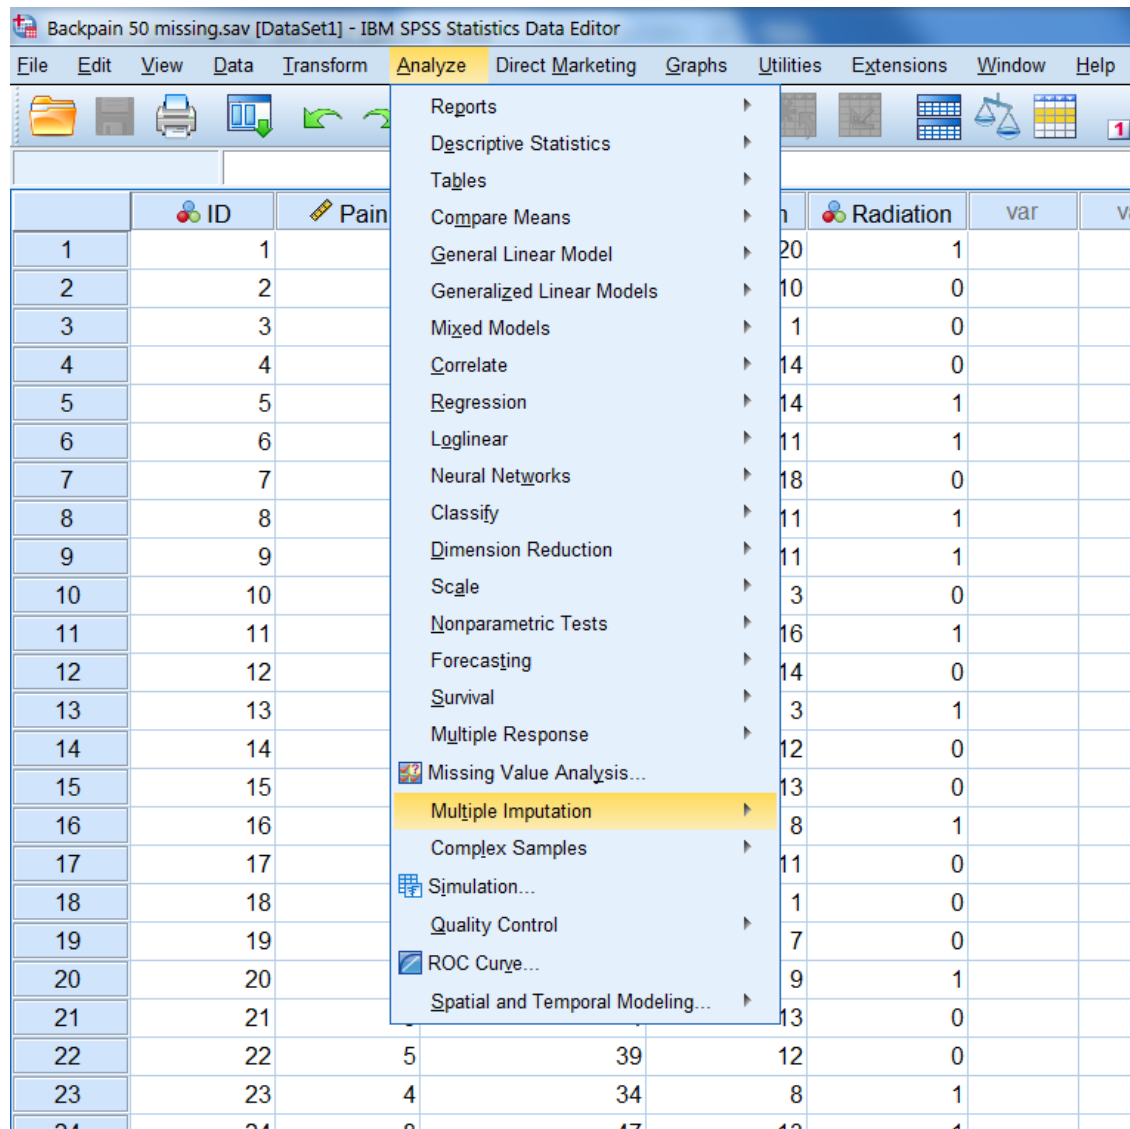 Backpain 50 missing.sav [DataSet1] - IBM SPSS Statistics Data Editor
File Edit View Data Transform Analyze Direct Marketing Graphs Utilities Extensions Window Help
1
Reports
Descriptive Statistics
Tables
Compare Means
General Linear Model
Generalized Linear Models
Mixed Models
Correlate
Regression
Loglinear
Neural Networks
Classify
Dimension Reduction
Scale
Nonparametric Tests
Forecasting
Survival
Multiple Response
Missing Value Analysis...
Multiple Imputation
Complex Samples
Simulation...
Quality Control
ROC Curve...
Spatial and Temporal Modeling...
ID Pain Radiation var
1 1 20 1
2 2 10 0
3 3 1 0
4 4 14 0
5 5 14 1
6 6 11 1
7 7 18 0
8 8 11 1
9 9 11 1
10 10 3 0
11 11 16 1
12 12 14 0
13 13 3 1
14 14 12 0
15 15 13 0
16 16 8 1
17 17 11 0
18 18 1 0
19 19 7 0
20 20 9 1
21 21 13 0
22 22 5 39 12 0
23 23 4 34 8 1